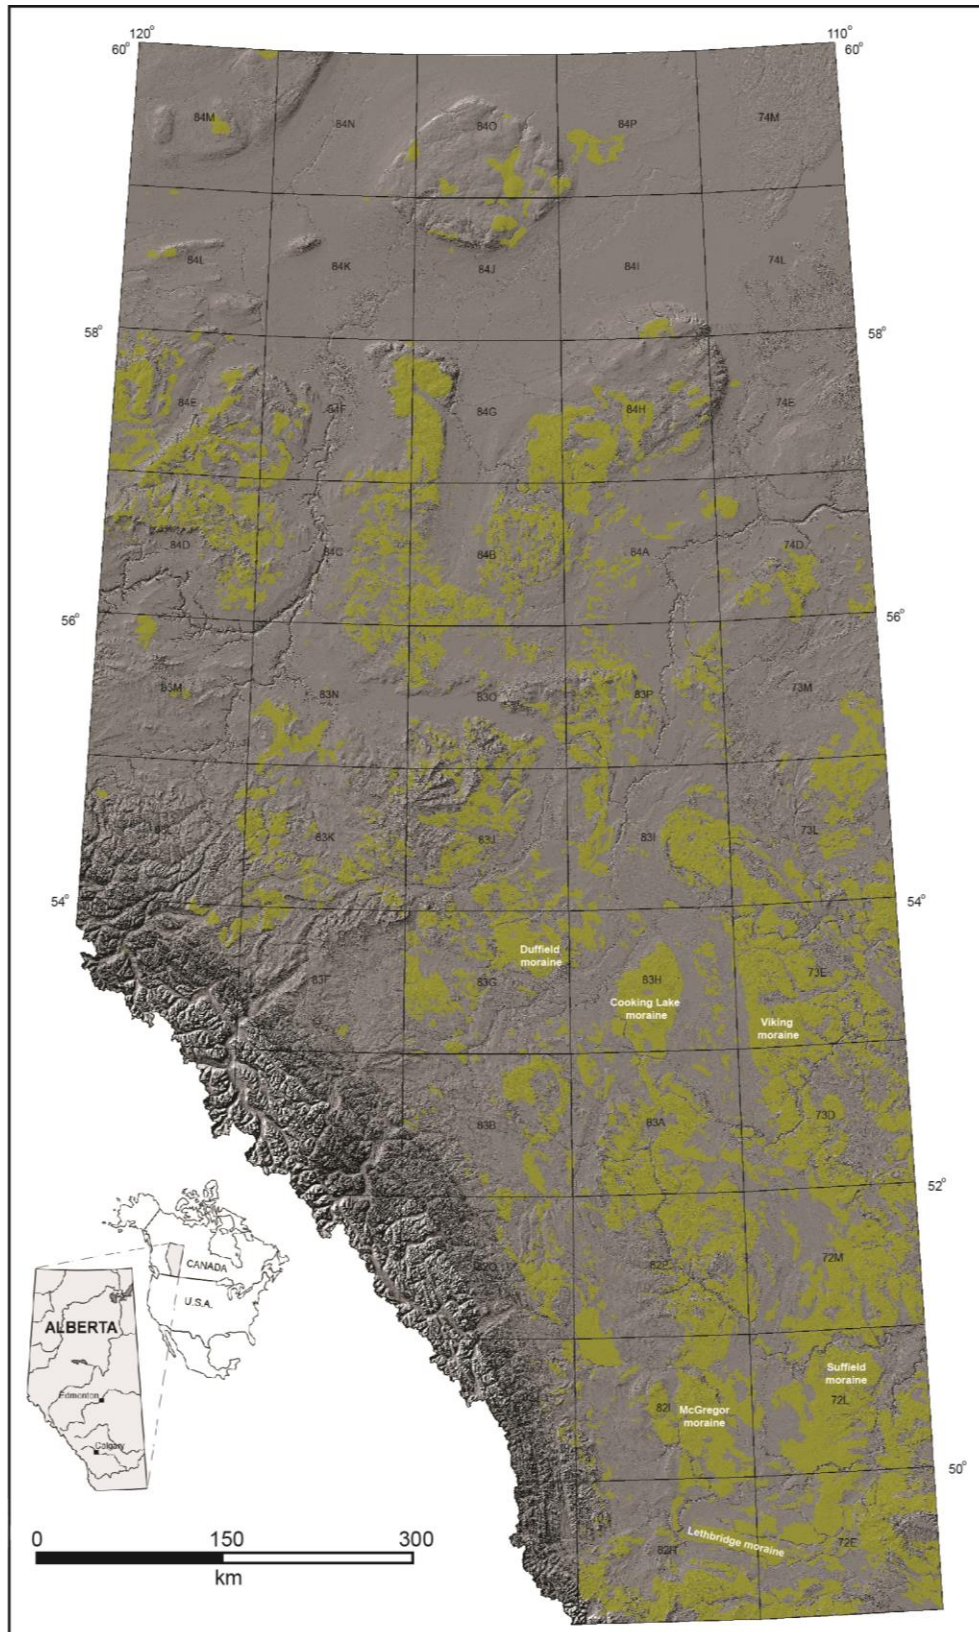 120°
60°
110°
60°
84M
84N
84O
84P
74M
84L
84K
84J
84I
74L
58°
58°
84E
84F
84G
84H
74E
84D
84C
84B
84A
74D
56°
56°
83M
83N
83O
83P
73M
83K
83J
83I
73L
54°
54°
Duffield
moraine
83F
83G
83H
Cooking Lake
moraine
73E
Viking
moraine
83B
83A
73D
52°
82O
82P
72M
CANADA
U.S.A.
ALBERTA
Edmonton
Calgary
Suffield
moraine
72L
82I
McGregor
moraine
50°
Lethbridge moraine
82H
72E
0 150 300
km